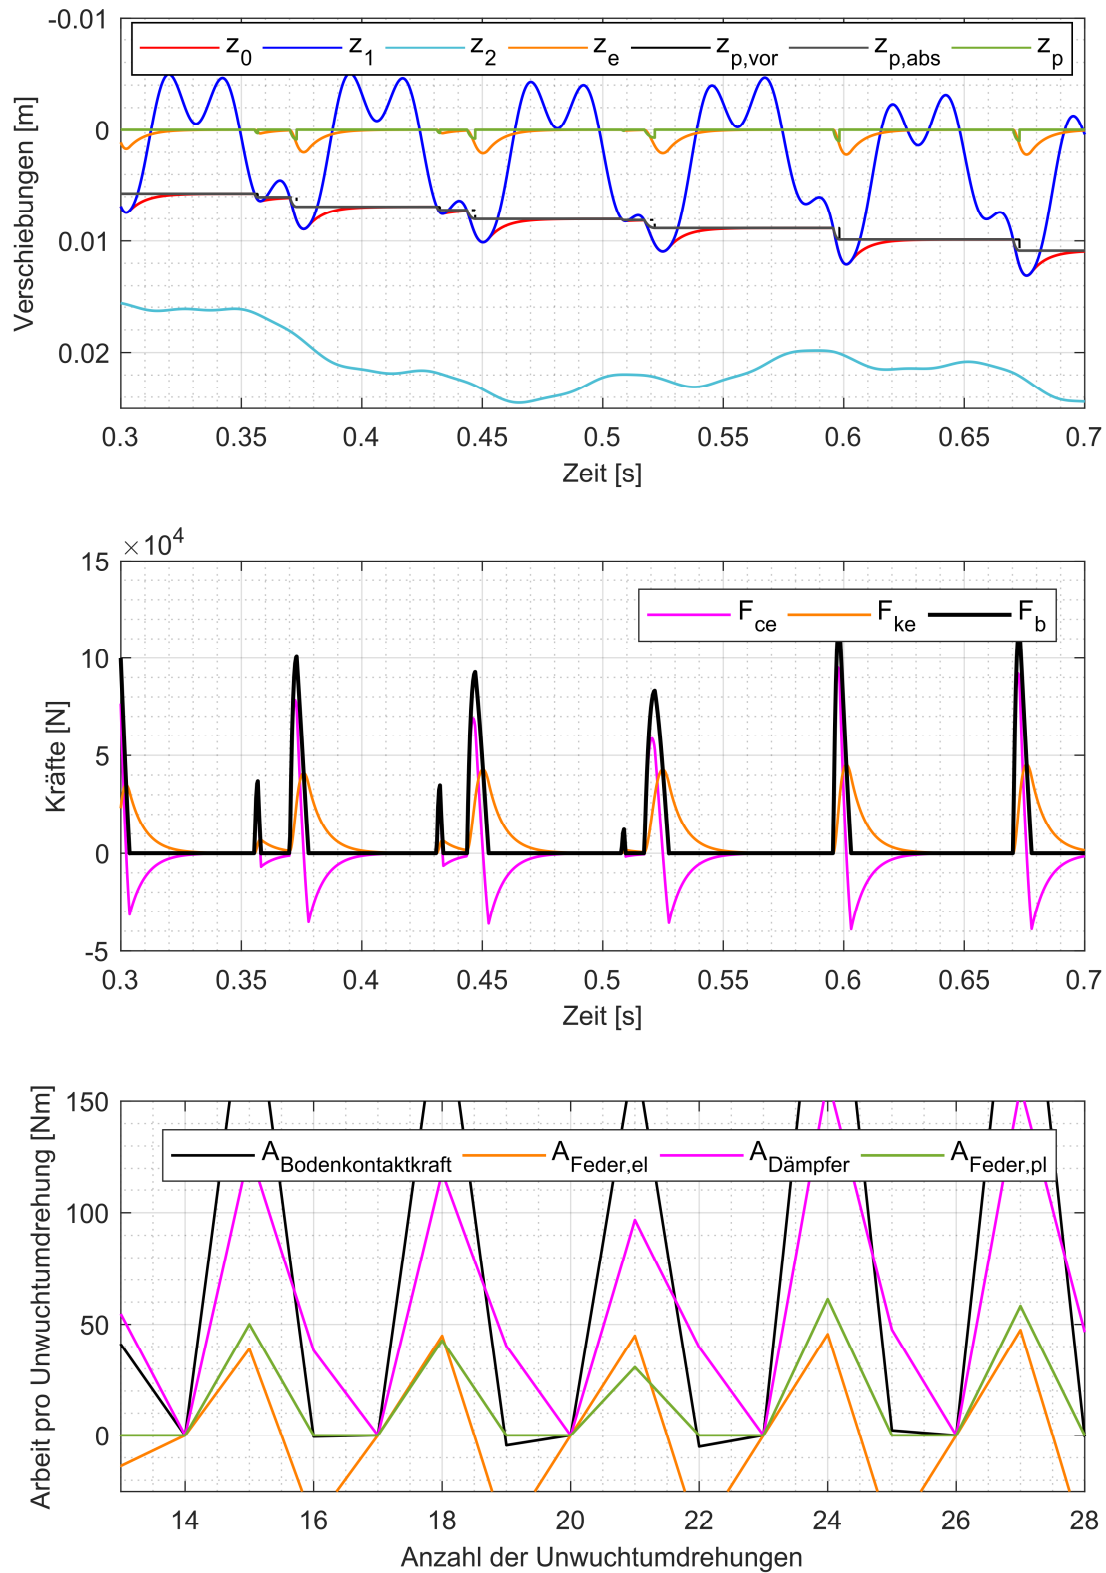 -0.01
z0 z1 z2 ze zp,vor zp,abs zp
0
0.01
0.02
Verschiebungen [m]
0.3 0.35 0.4 0.45 0.5 0.55 0.6 0.65 0.7
Zeit [s]
×10^4
15
Fce Fke Fb
10
5
0
-5
Kräfte [N]
0.3 0.35 0.4 0.45 0.5 0.55 0.6 0.65 0.7
Zeit [s]
150
ABodenkontaktkraft AFeder,el ADämpfer AFeder,pl
100
50
0
Arbeit pro Unwuchtumdrehung [Nm]
14 16 18 20 22 24 26 28
Anzahl der Unwuchtumdrehungen